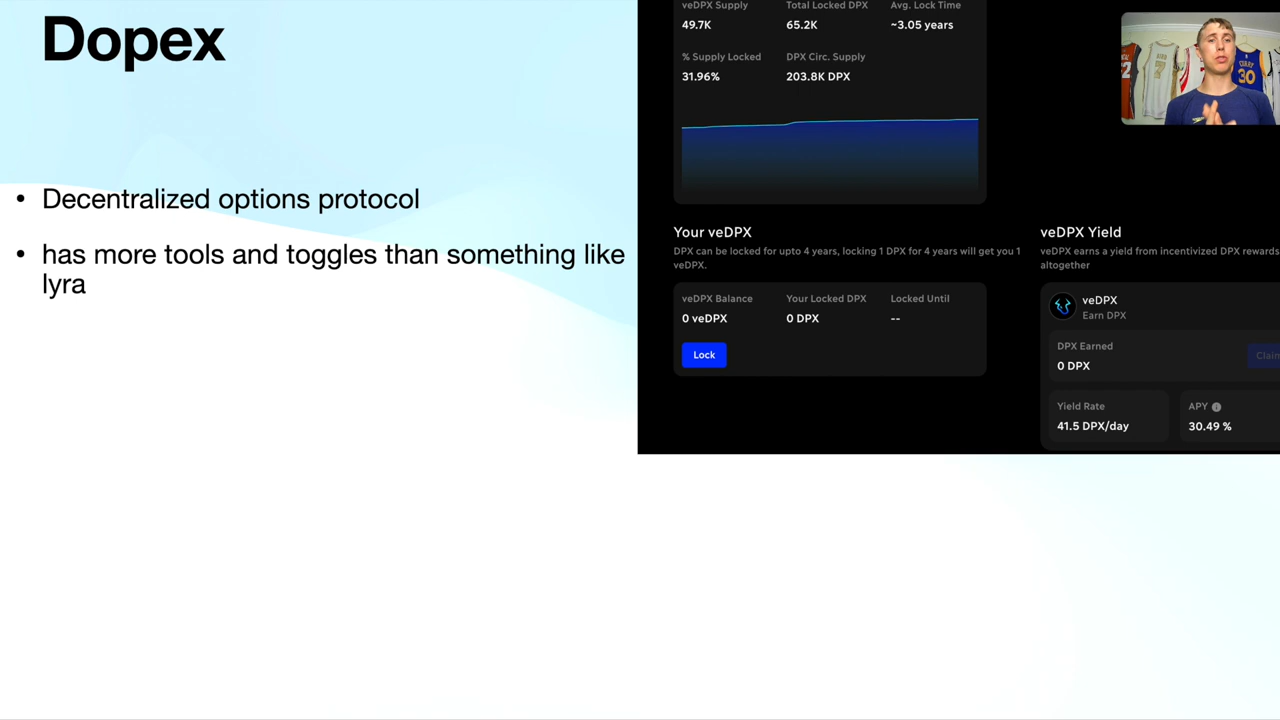 Dopex
• Decentralized options protocol
• has more tools and toggles than something like
lyra
veDPX Supply Total Locked DPX Avg. Lock Time
49.7K 65.2K ~3.05 years
% Supply Locked DPX Circ. Supply
31.96% 203.8K DPX
Your veDPX
DPX can be locked for upto 4 years, locking 1 DPX for 4 years will get you 1
veDPX.
veDPX Balance Your Locked DPX Locked Until
0 veDPX 0 DPX --
Lock
veDPX Yield
veDPX earns a yield from incentivized DPX rewards
altogether
veDPX
Earn DPX
DPX Earned
0 DPX
Yield Rate APY
41.5 DPX/day 30.49 %
CURRY
30